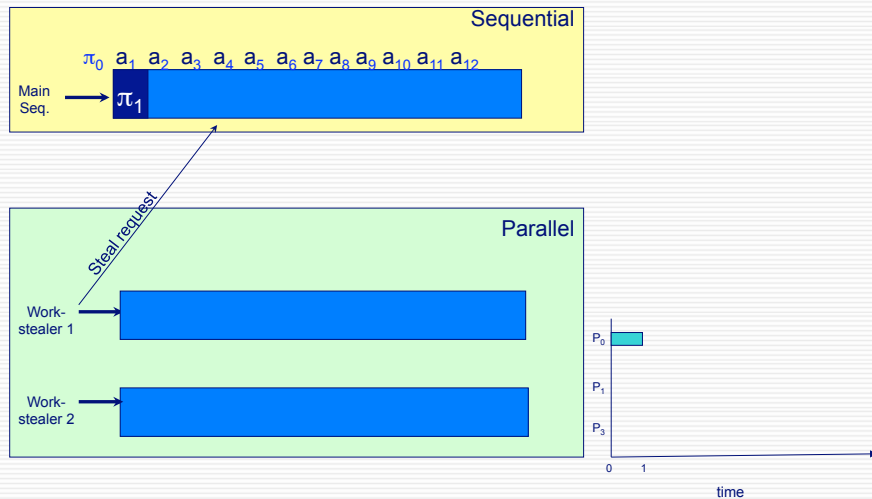 Sequential
π0 a1 a2 a3 a4 a5 a6 a7 a8 a9 a10 a11 a12
Main
Seq.
π1
Steal request
Parallel
Work-
stealer 1
Work-
stealer 2
P0
P1
P3
0 1
time